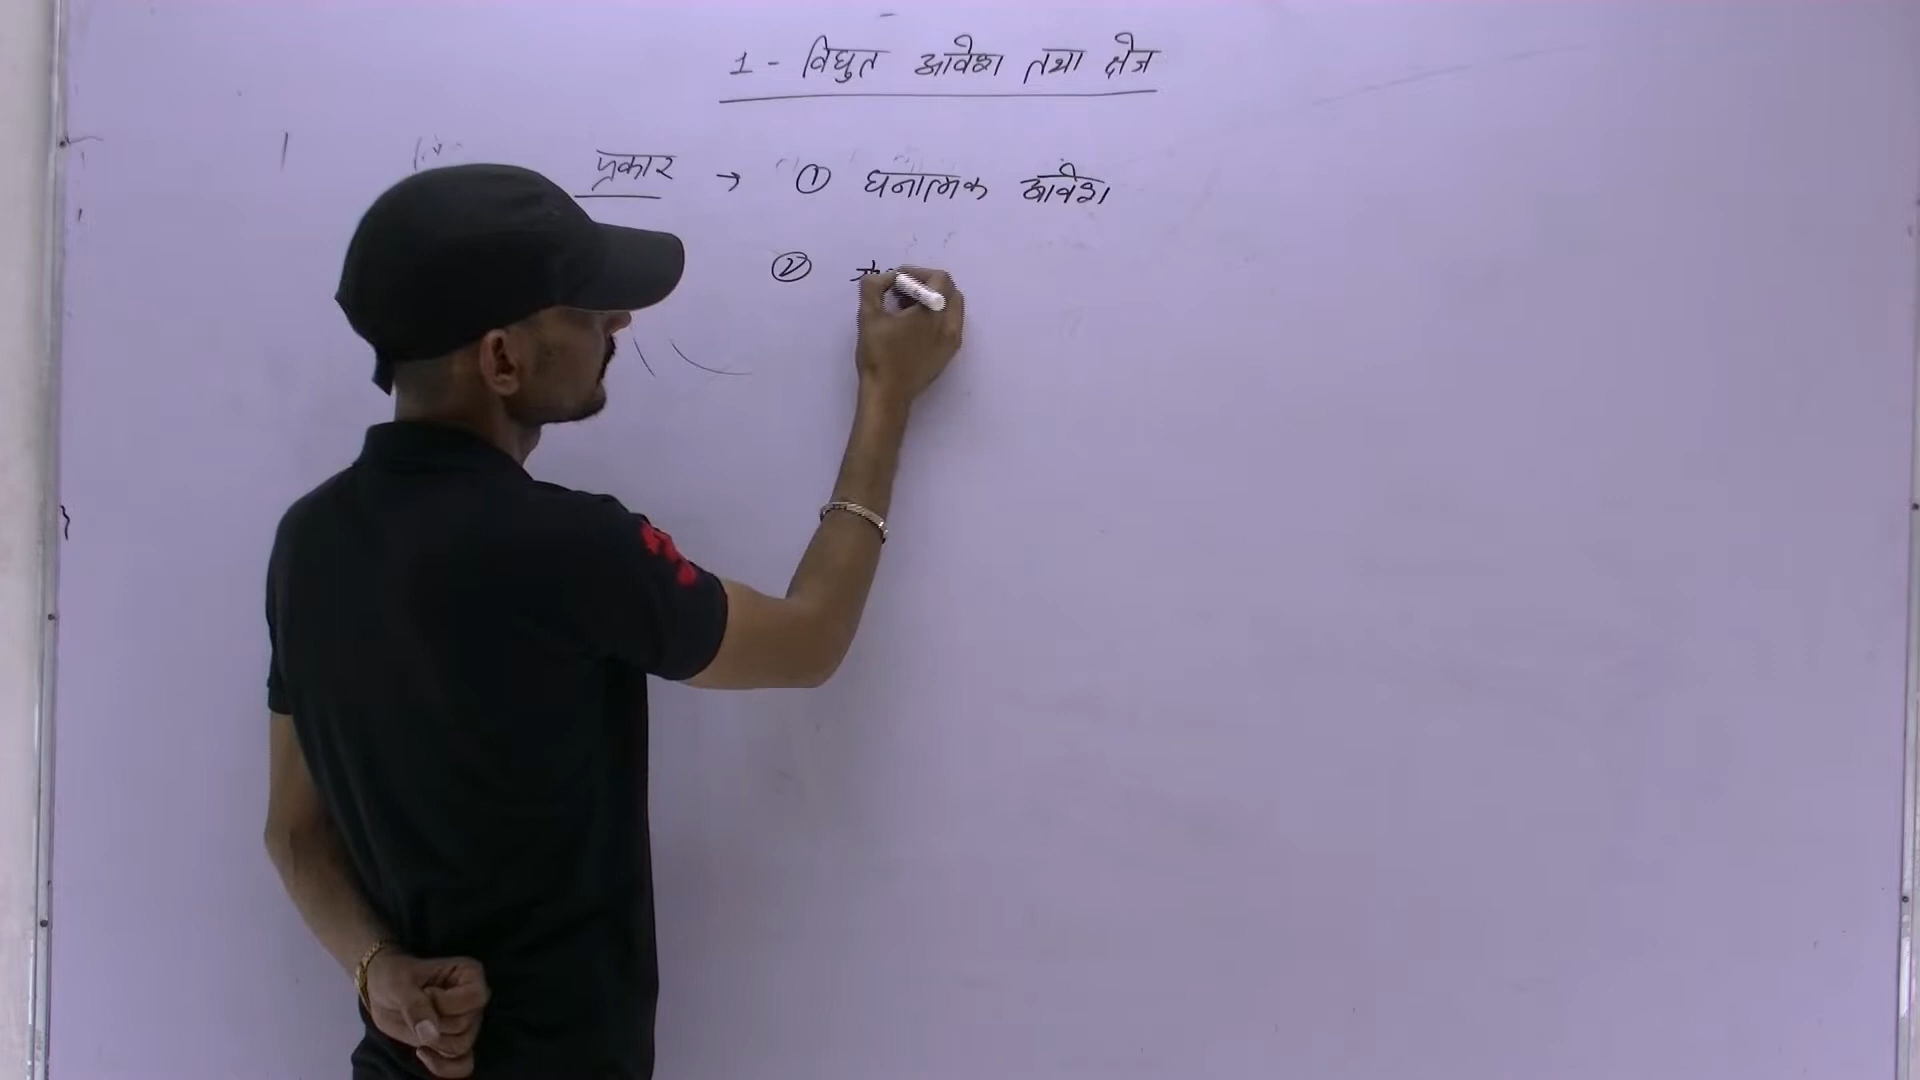 1 - विद्युत आवेश तथा क्षेत्र
प्रकार → ① धनात्मक आवेश
②